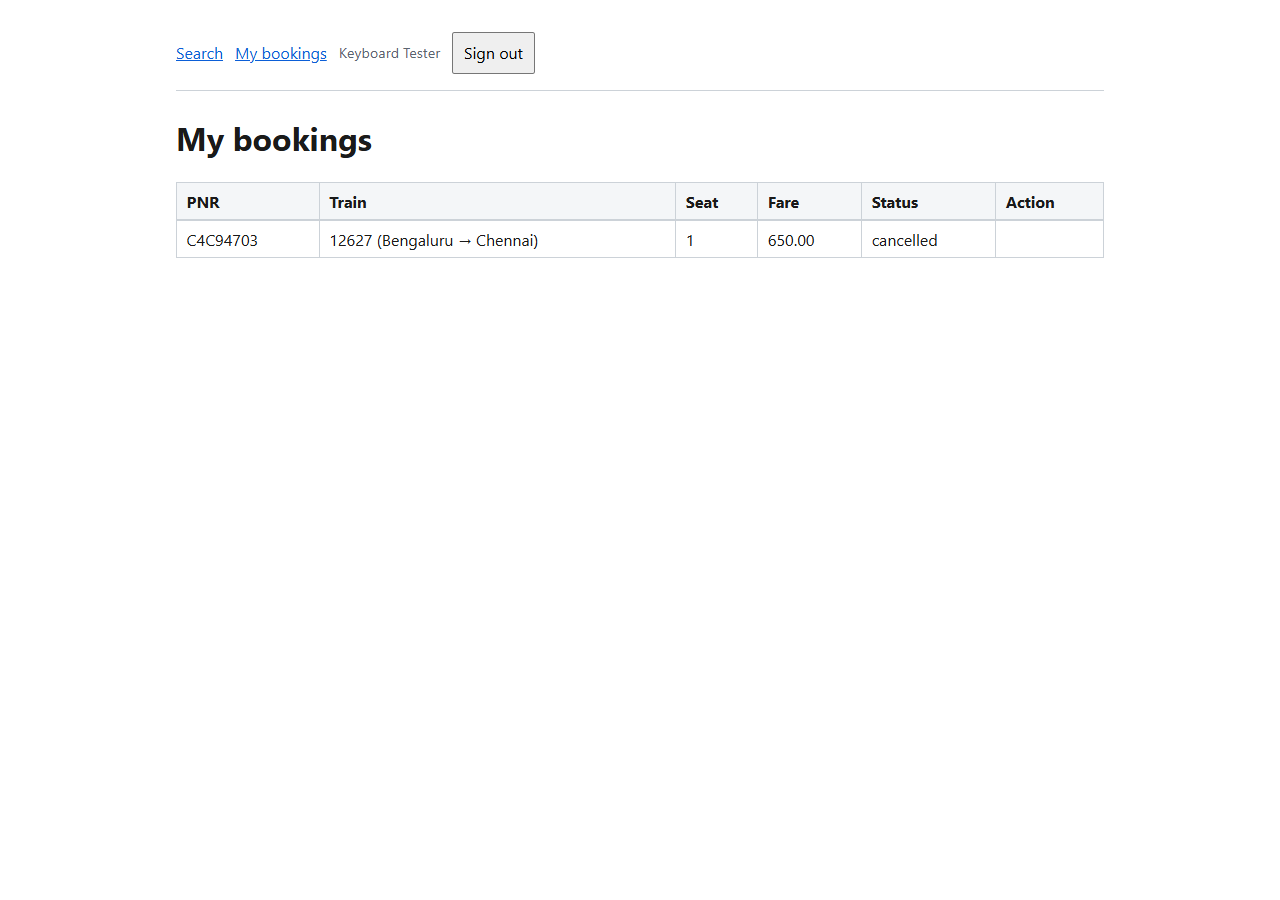 Search My bookings Keyboard Tester Sign out
My bookings
PNR Train Seat Fare Status Action
C4C94703 12627 (Bengaluru → Chennai) 1 650.00 cancelled